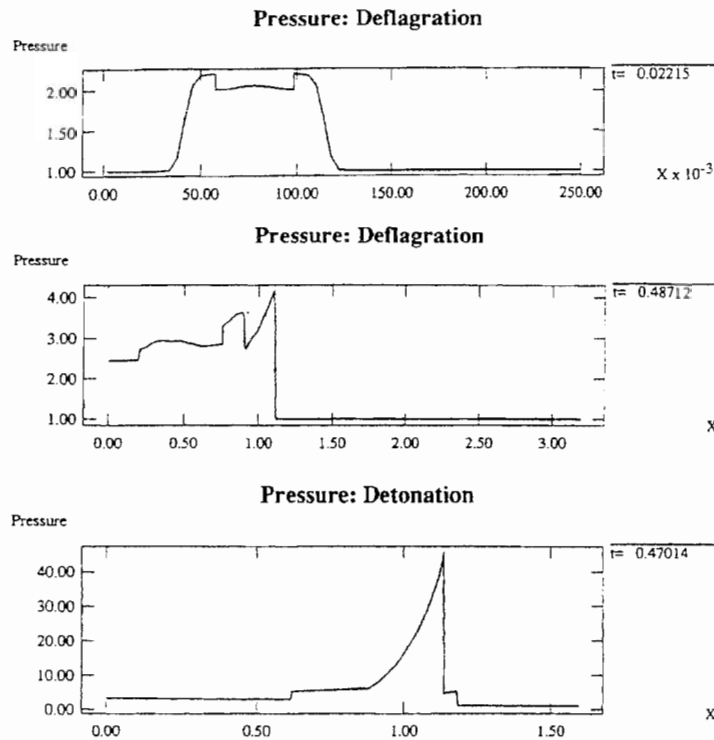 Pressure: Deflagration
Pressure
t= 0.02215
2.00
1.50
1.00
X x 10-3
0.00 50.00 100.00 150.00 200.00 250.00
Pressure: Deflagration
Pressure
t= 0.48712
4.00
3.00
2.00
1.00
X
0.00 0.50 1.00 1.50 2.00 2.50 3.00
Pressure: Detonation
Pressure
t= 0.47014
40.00
30.00
20.00
10.00
0.00
X
0.00 0.50 1.00 1.50